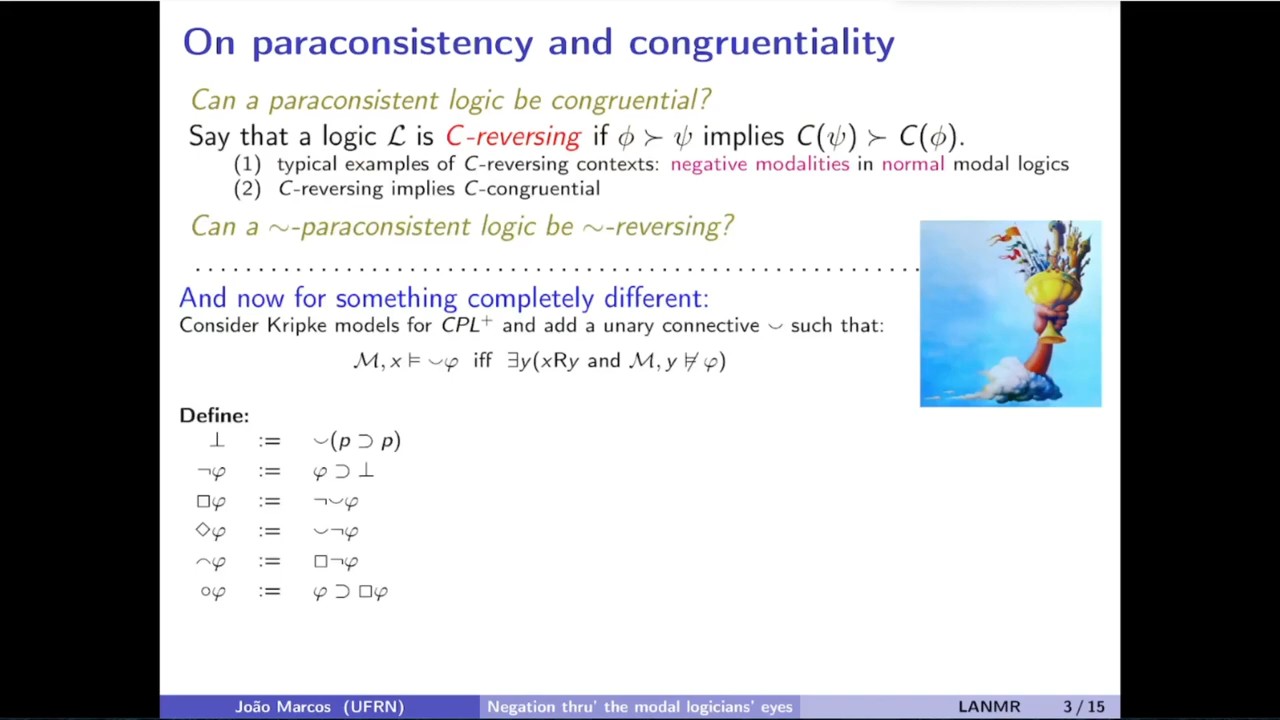 On paraconsistency and congruentiality
Can a paraconsistent logic be congruential?
Say that a logic ℒ is C-reversing if ϕ ≻ ψ implies C(ψ) ≻ C(ϕ).
(1) typical examples of C-reversing contexts: negative modalities in normal modal logics
(2) C-reversing implies C-congruential
Can a ∼-paraconsistent logic be ∼-reversing?
And now for something completely different:
Consider Kripke models for CPL⁺ and add a unary connective ⌣ such that:
ℳ, x ⊨ ⌣φ iff ∃y(xRy and ℳ, y ⊭ φ)
Define:
⊥ := ⌣(p ⊃ p)
¬φ := φ ⊃ ⊥
□φ := ¬⌣φ
◇φ := ⌣¬φ
⌢φ := □¬φ
○φ := φ ⊃ □φ
João Marcos (UFRN) Negation thru' the modal logicians' eyes LANMR 3 / 15